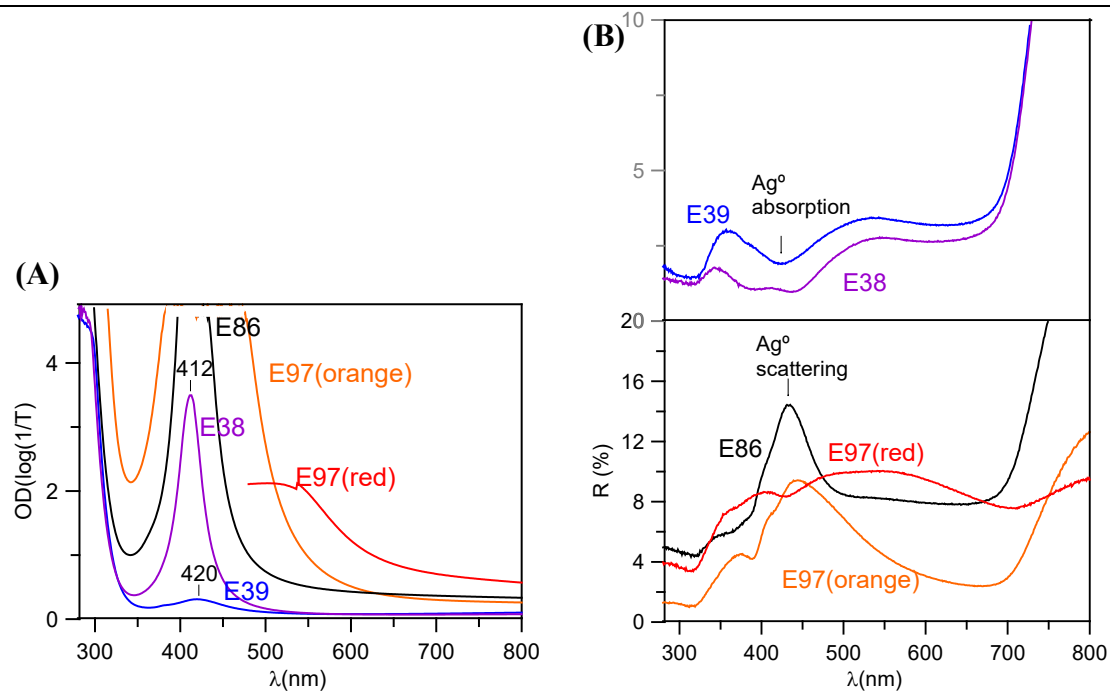 (A)
OD(log(1/T)
4
2
0
412
E86
E97(orange)
E38
E97(red)
420
E39
300
400
500
600
700
800
λ(nm)
(B)
10
5
Agº
absorption
E39
E38
20
16
12
8
4
0
R (%)
Agº
scattering
E86
E97(red)
E97(orange)
300
400
500
600
700
800
λ(nm)